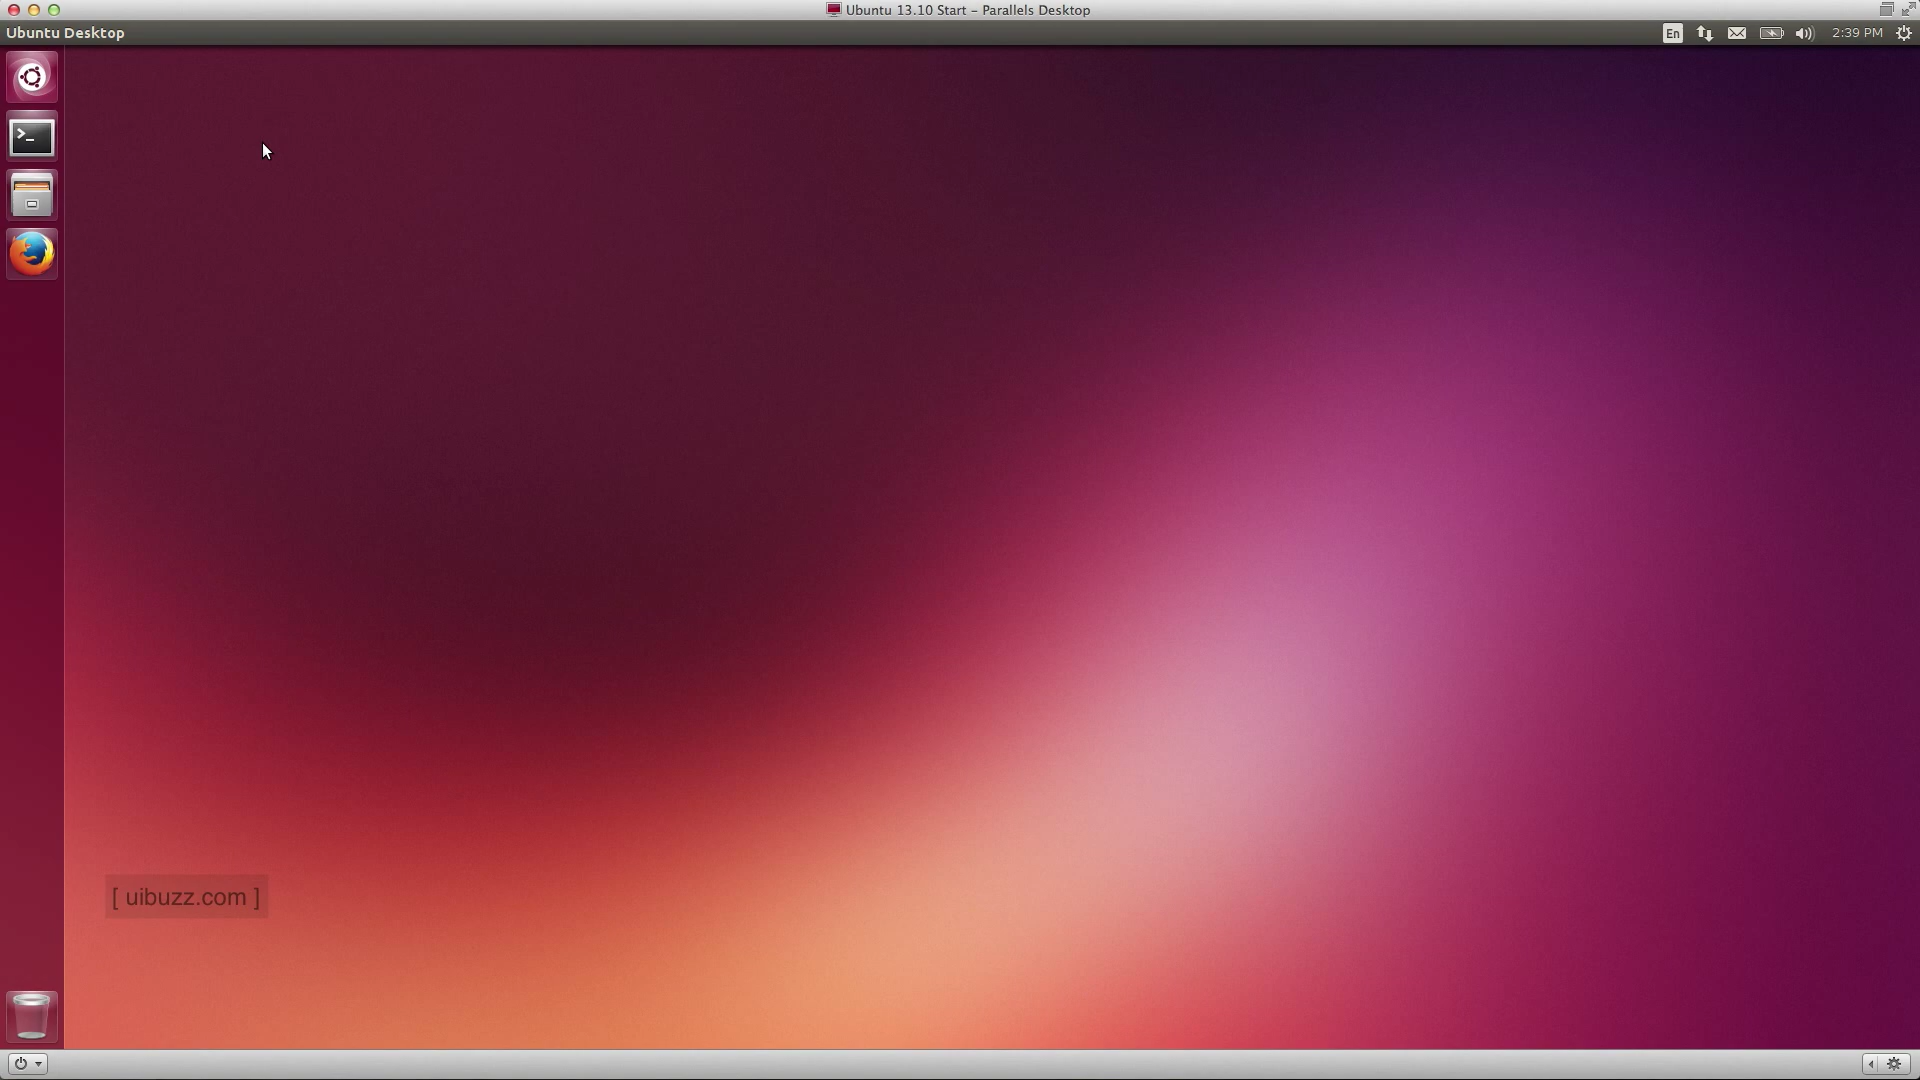 Ubuntu 13.10 Start - Parallels Desktop
Ubuntu Desktop
En
2:39 PM
>_
[ uibuzz.com ]